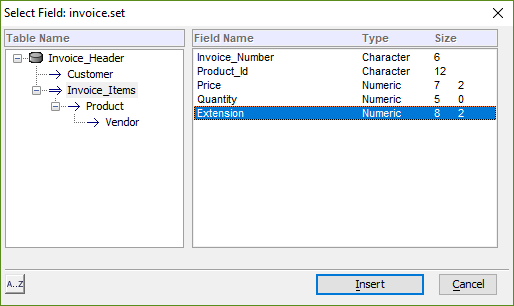 Select Field: invoice.set
Table Name
Invoice_Header
Customer
Invoice_Items
Product
Vendor
Field Name Type Size
Invoice_Number Character 6
Product_Id Character 12
Price Numeric 7 2
Quantity Numeric 5 0
Extension Numeric 8 2
A..Z
Insert
Cancel